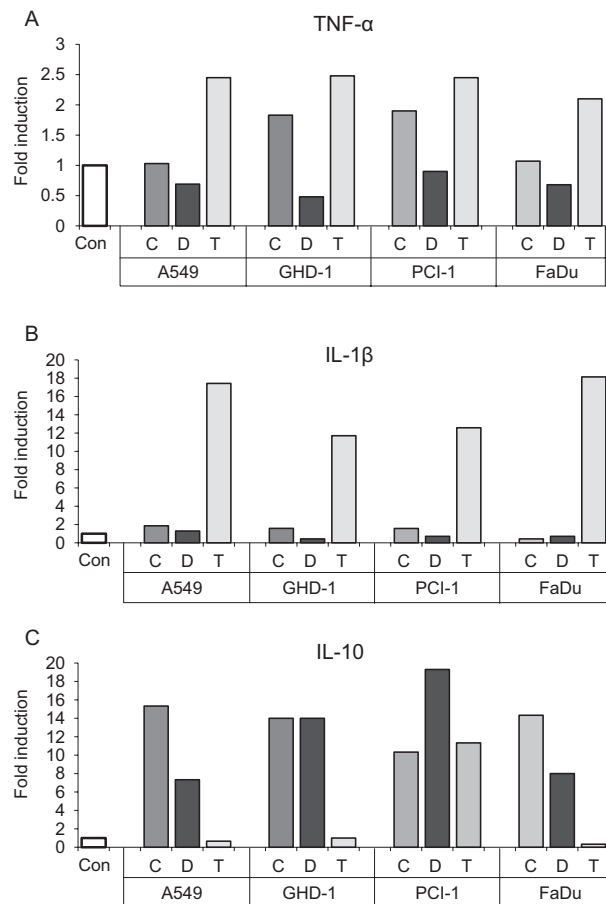 A
TNF-α
Fold induction
3
2.5
2
1.5
1
0.5
0
Con
C D T C D T C D T C D T
A549 GHD-1 PCI-1 FaDu
B
IL-1β
Fold induction
20
18
16
14
12
10
8
6
4
2
0
Con
C D T C D T C D T C D T
A549 GHD-1 PCI-1 FaDu
C
IL-10
Fold induction
20
18
16
14
12
10
8
6
4
2
0
Con
C D T C D T C D T C D T
A549 GHD-1 PCI-1 FaDu